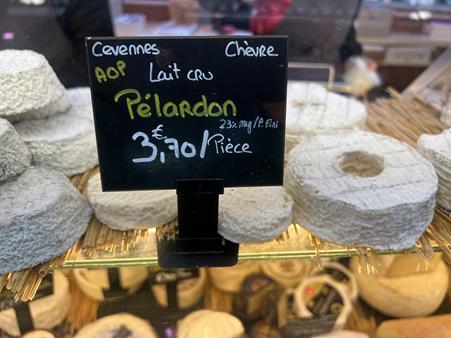 Cevennes Chèvre
AOP Lait cru
Pélardon
23% mg/P. Fini
3,70€/Pièce